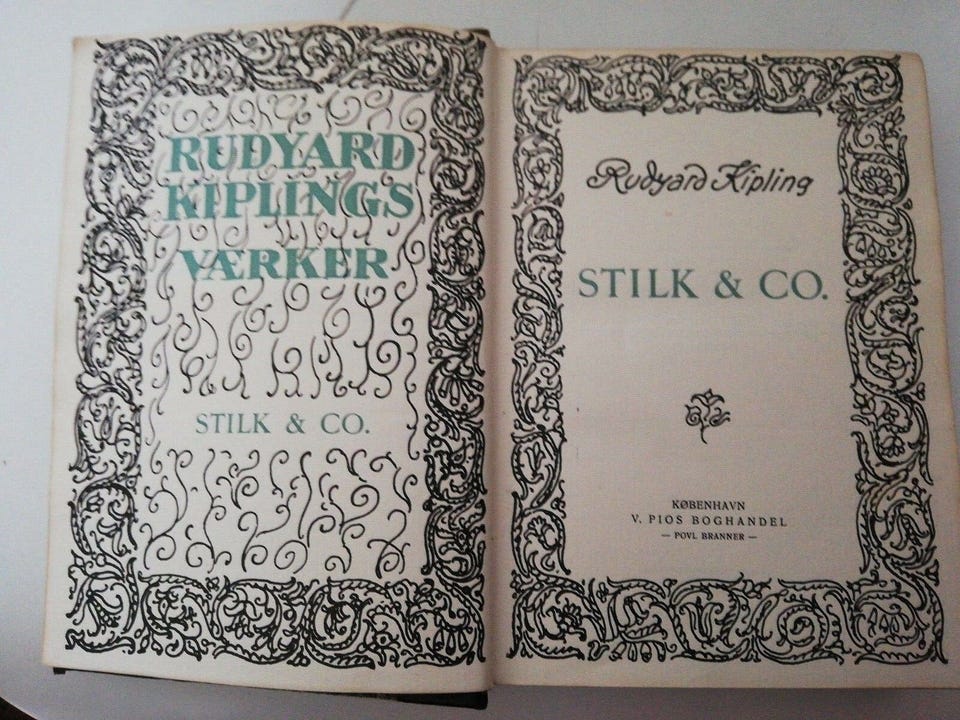 RUDYARD
KIPLINGS
VÆRKER
STILK & CO.
Rudyard Kipling
STILK & CO.
KØBENHAVN
V. PIOS BOGHANDEL
— POVL BRANNER —